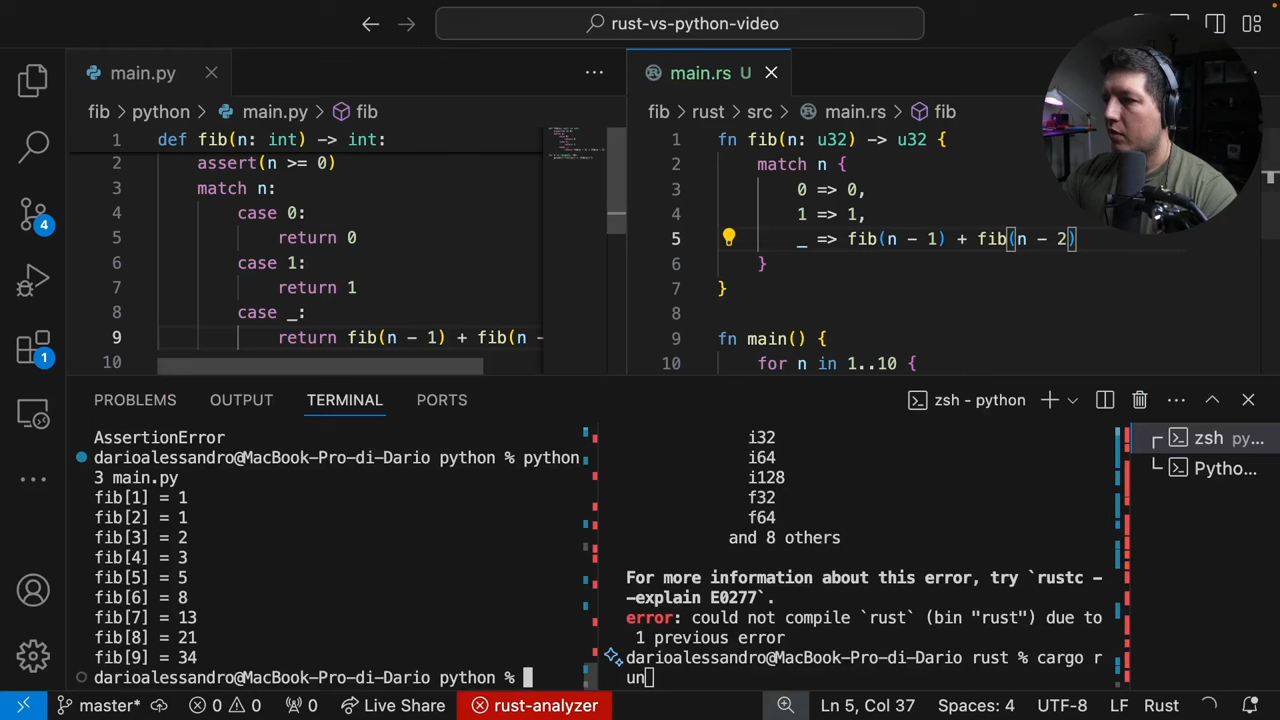 rust-vs-python-video
main.py
main.rs U
fib > python > main.py > fib
fib > rust > src > main.rs > fib
1 def fib(n: int) -> int:
2 assert(n >= 0)
3 match n:
4 case 0:
5 return 0
6 case 1:
7 return 1
8 case _:
9 return fib(n - 1) + fib(n -
10
1 fn fib(n: u32) -> u32 {
2 match n {
3 0 => 0,
4 1 => 1,
5 _ => fib(n - 1) + fib(n - 2)
6 }
7 }
8
9 fn main() {
10 for n in 1..10 {
4
1
PROBLEMS OUTPUT TERMINAL PORTS
zsh - python
AssertionError
darioalessandro@MacBook-Pro-di-Dario python % python
3 main.py
fib[1] = 1
fib[2] = 1
fib[3] = 2
fib[4] = 3
fib[5] = 5
fib[6] = 8
fib[7] = 13
fib[8] = 21
fib[9] = 34
darioalessandro@MacBook-Pro-di-Dario python %
i32
i64
i128
f32
f64
and 8 others
For more information about this error, try `rustc -
-explain E0277`.
error: could not compile `rust` (bin "rust") due to
1 previous error
darioalessandro@MacBook-Pro-di-Dario rust % cargo r
un
zsh py...
Pytho...
master* 0 0 0 Live Share rust-analyzer Ln 5, Col 37 Spaces: 4 UTF-8 LF Rust